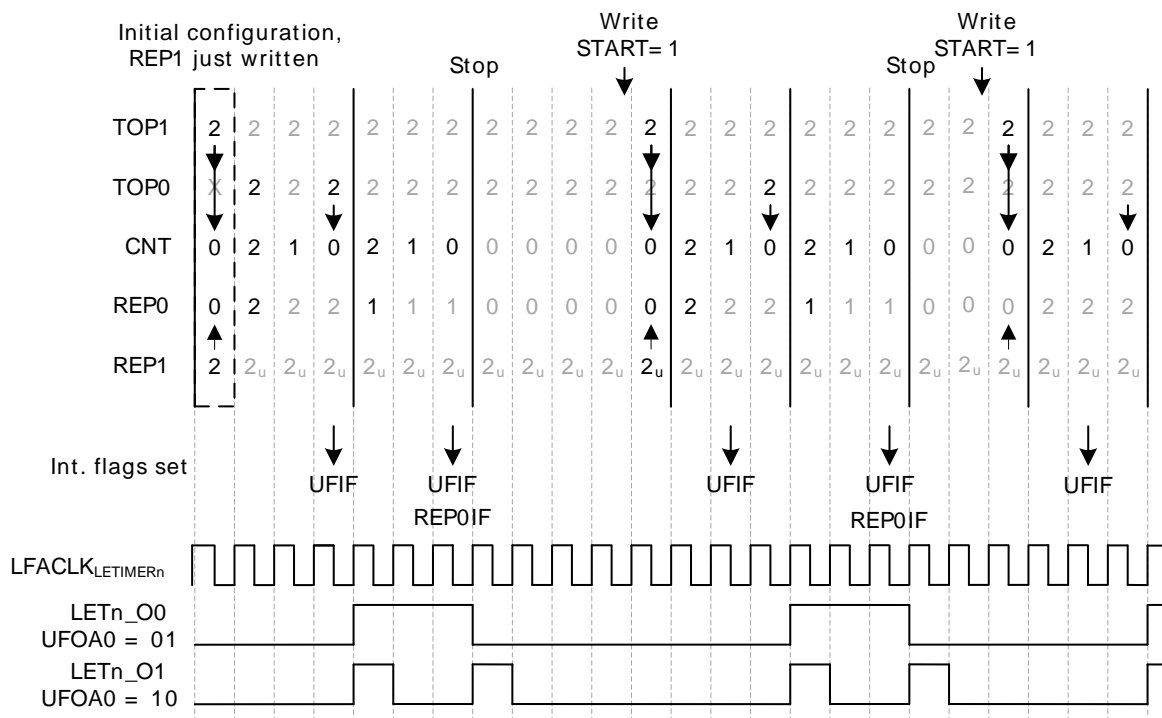 Initial configuration,
REP1 just written
Stop
Write
START= 1
Stop
Write
START= 1
TOP1 2 2 2 2 2 2 2 2 2 2 2 2 2 2 2 2 2 2 2 2 2 2 2 2
TOP0 X 2 2 2 2 2 2 2 2 2 2 2 2 2 2 2 2 2 2 2 2 2 2 2
CNT 0 2 1 0 2 1 0 0 0 0 0 0 2 1 0 2 1 0 0 0 0 2 1 0
REP0 0 2 2 2 1 1 1 0 0 0 0 0 2 2 2 1 1 1 0 0 0 2 2 2
REP1 2 2u 2u 2u 2u 2u 2u 2u 2u 2u 2u 2u 2u 2u 2u 2u 2u 2u 2u 2u 2u 2u 2u 2u
Int. flags set
UFIF UFIF UFIF UFIF UFIF
REP0IF REP0IF
LFACLKLETIMERn
LETn_O0
UFOA0 = 01
LETn_O1
UFOA0 = 10